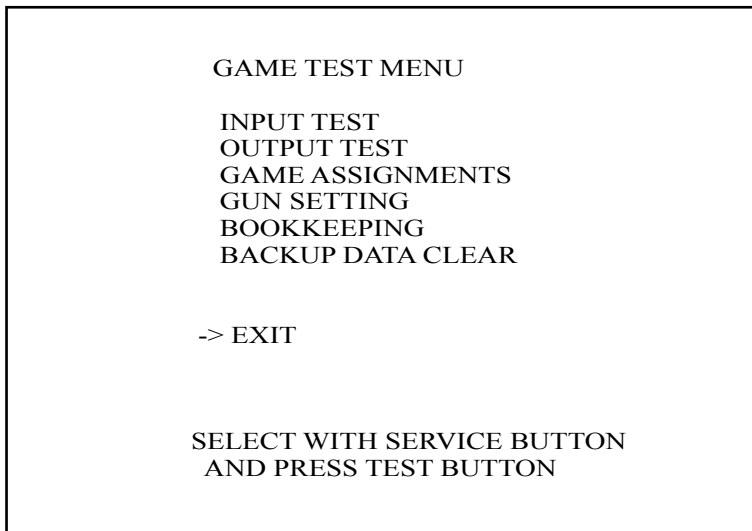 GAME TEST MENU
INPUT TEST
OUTPUT TEST
GAME ASSIGNMENTS
GUN SETTING
BOOKKEEPING
BACKUP DATA CLEAR
-> EXIT
SELECT WITH SERVICE BUTTON
AND PRESS TEST BUTTON